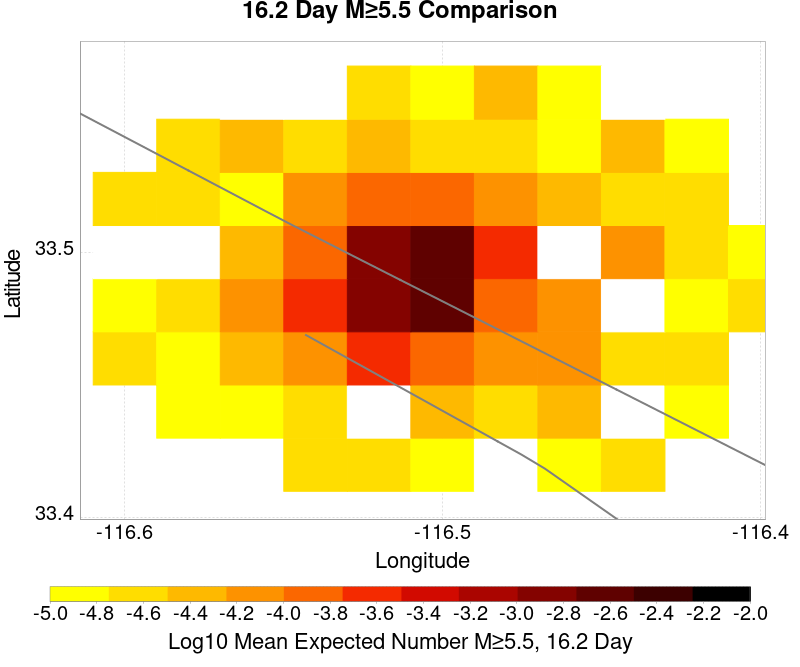 16.2 Day M≥5.5 Comparison
Latitude
33.5
33.4
-116.6 -116.5 -116.4
Longitude
-5.0 -4.8 -4.6 -4.4 -4.2 -4.0 -3.8 -3.6 -3.4 -3.2 -3.0 -2.8 -2.6 -2.4 -2.2 -2.0
Log10 Mean Expected Number M≥5.5, 16.2 Day